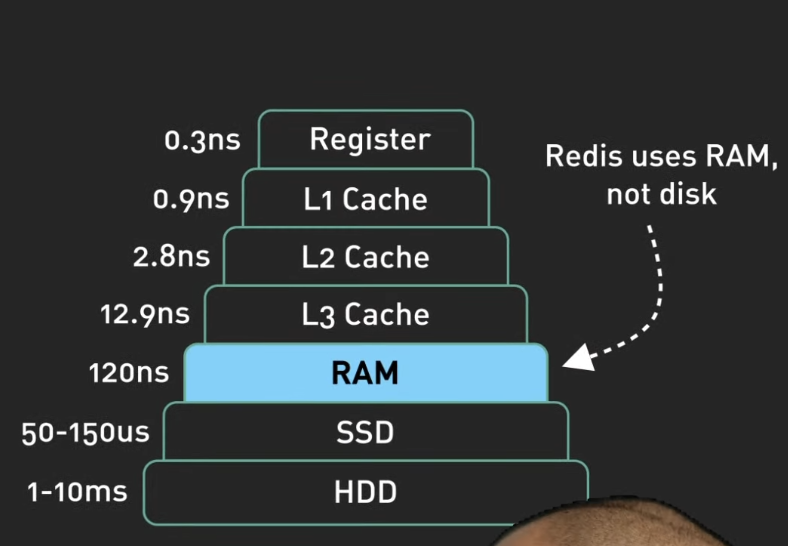 0.3ns Register
0.9ns L1 Cache
2.8ns L2 Cache
12.9ns L3 Cache
120ns RAM
50-150us SSD
1-10ms HDD
Redis uses RAM,
not disk